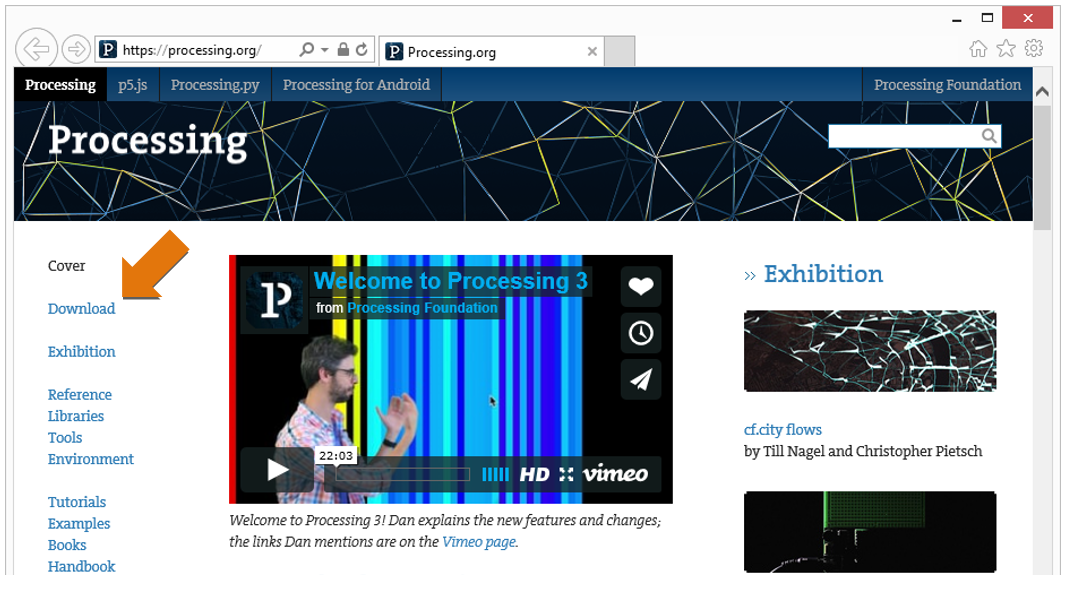 https://processing.org/
Processing.org
Processing
p5.js
Processing.py
Processing for Android
Processing Foundation
Processing
Cover
Download
Exhibition
Reference
Libraries
Tools
Environment
Tutorials
Examples
Books
Handbook
Welcome to Processing 3
from Processing Foundation
22:03
HD
vimeo
Welcome to Processing 3! Dan explains the new features and changes;
the links Dan mentions are on the Vimeo page.
» Exhibition
cf.city flows
by Till Nagel and Christopher Pietsch